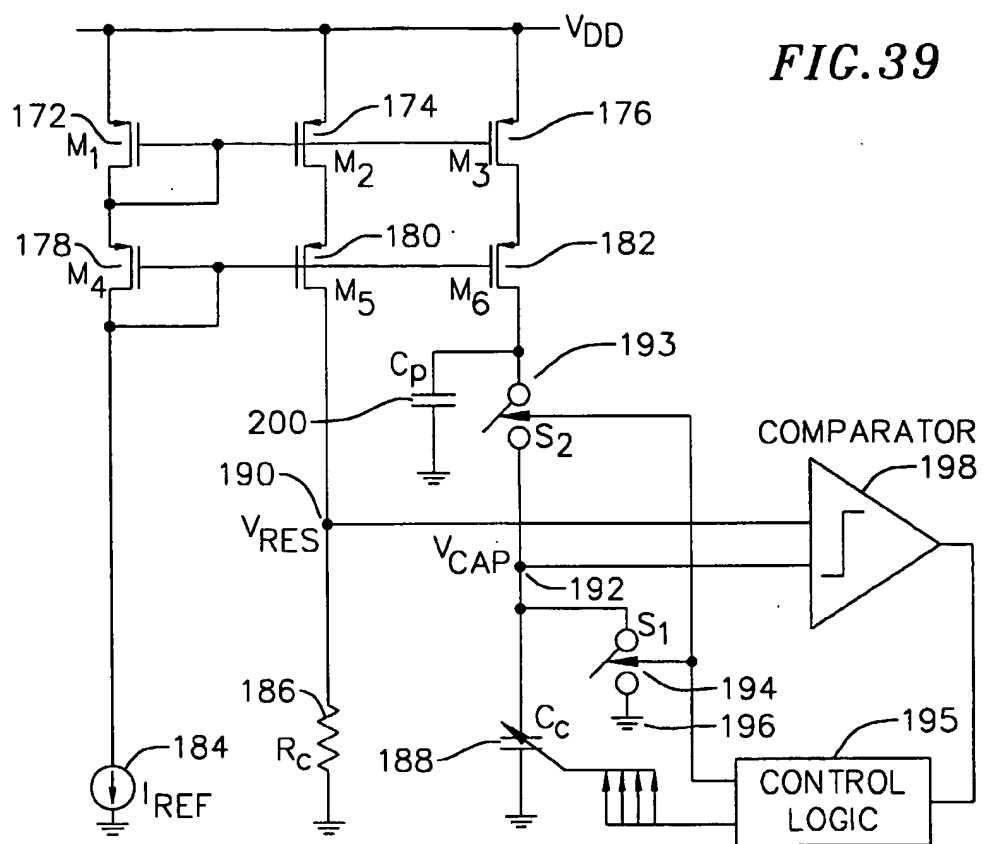 V_DD
FIG.39
172
174
176
M_1
M_2
M_3
178
180
182
M_4
M_5
M_6
193
C_p
200
S_2
COMPARATOR
198
190
V_RES
V_CAP
192
S_1
194
196
186
R_c
C_c
188
195
184
I_REF
CONTROL
LOGIC